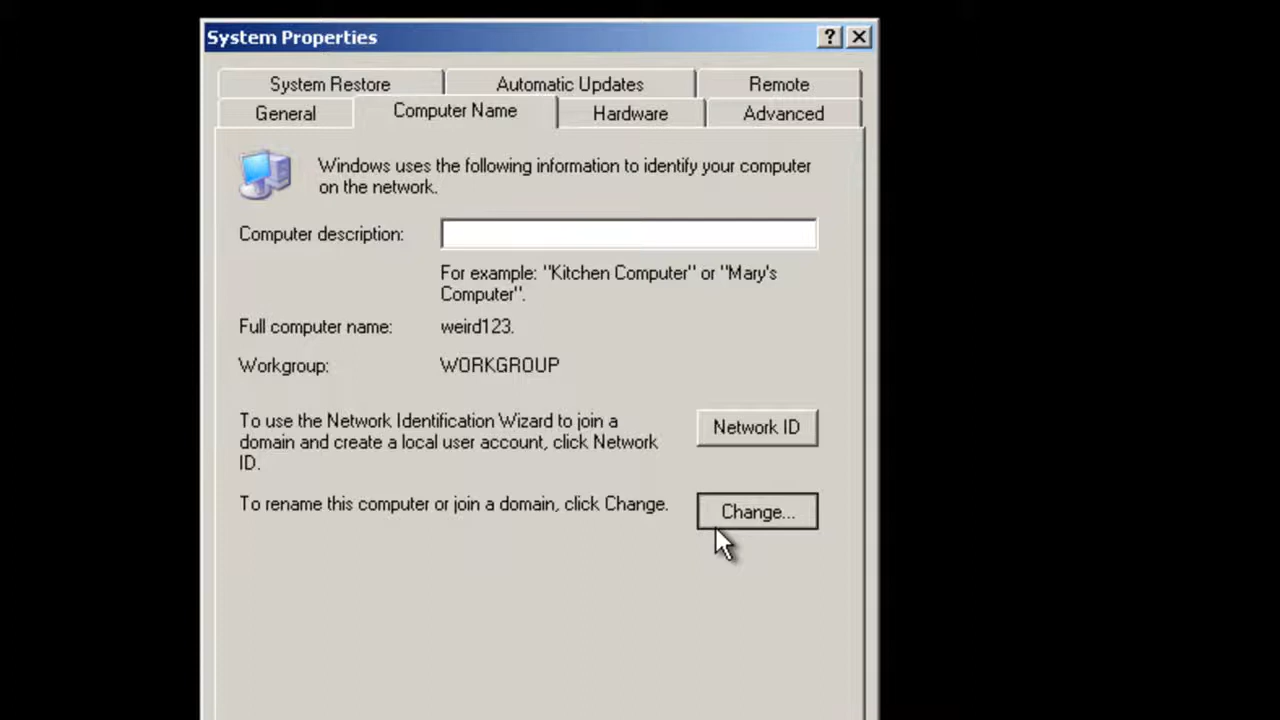 System Properties
System Restore
Automatic Updates
Remote
General
Computer Name
Hardware
Advanced
Windows uses the following information to identify your computer
on the network.
Computer description:
For example: "Kitchen Computer" or "Mary's
Computer".
Full computer name:
weird123.
Workgroup:
WORKGROUP
To use the Network Identification Wizard to join a
domain and create a local user account, click Network
ID.
Network ID
To rename this computer or join a domain, click Change.
Change...